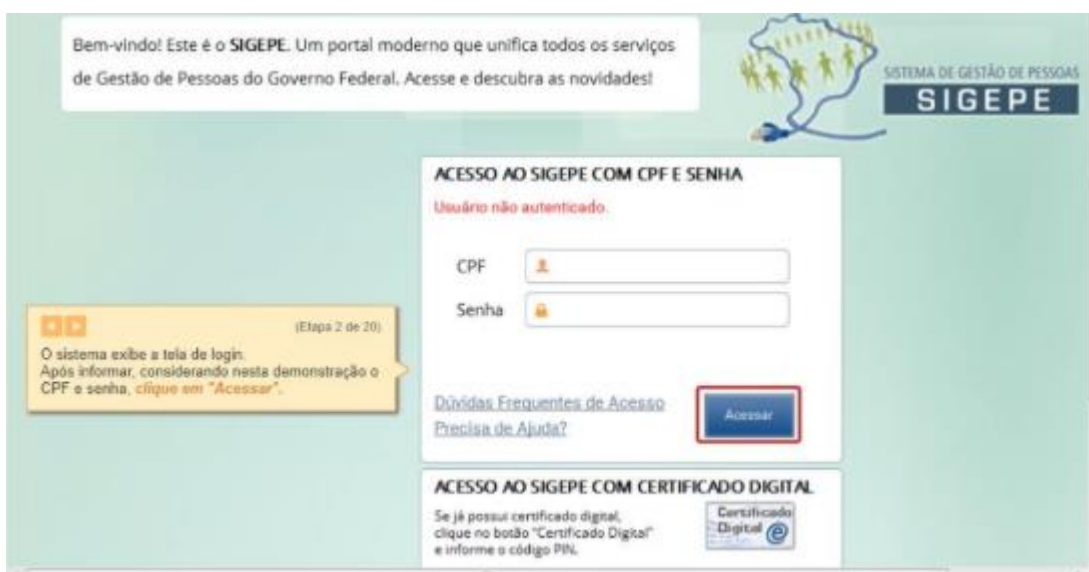 Bem-vindo! Este é o SIGEPE. Um portal moderno que unifica todos os serviços
de Gestão de Pessoas do Governo Federal. Acesse e descubra as novidades!
SISTEMA DE GESTÃO DE PESSOAS
SIGEPE
ACESSO AO SIGEPE COM CPF E SENHA
Usuário não autenticado.
CPF
Senha
(Etapa 2 de 20)
O sistema exibe a tela de login.
Após informar, considerando nesta demonstração o
CPF e senha, clique em "Acessar".
Dúvidas Frequentes de Acesso
Precisa de Ajuda?
Acessar
ACESSO AO SIGEPE COM CERTIFICADO DIGITAL
Se já possui certificado digital,
clique no botão "Certificado Digital"
e informe o código PIN.
Certificado
Digital